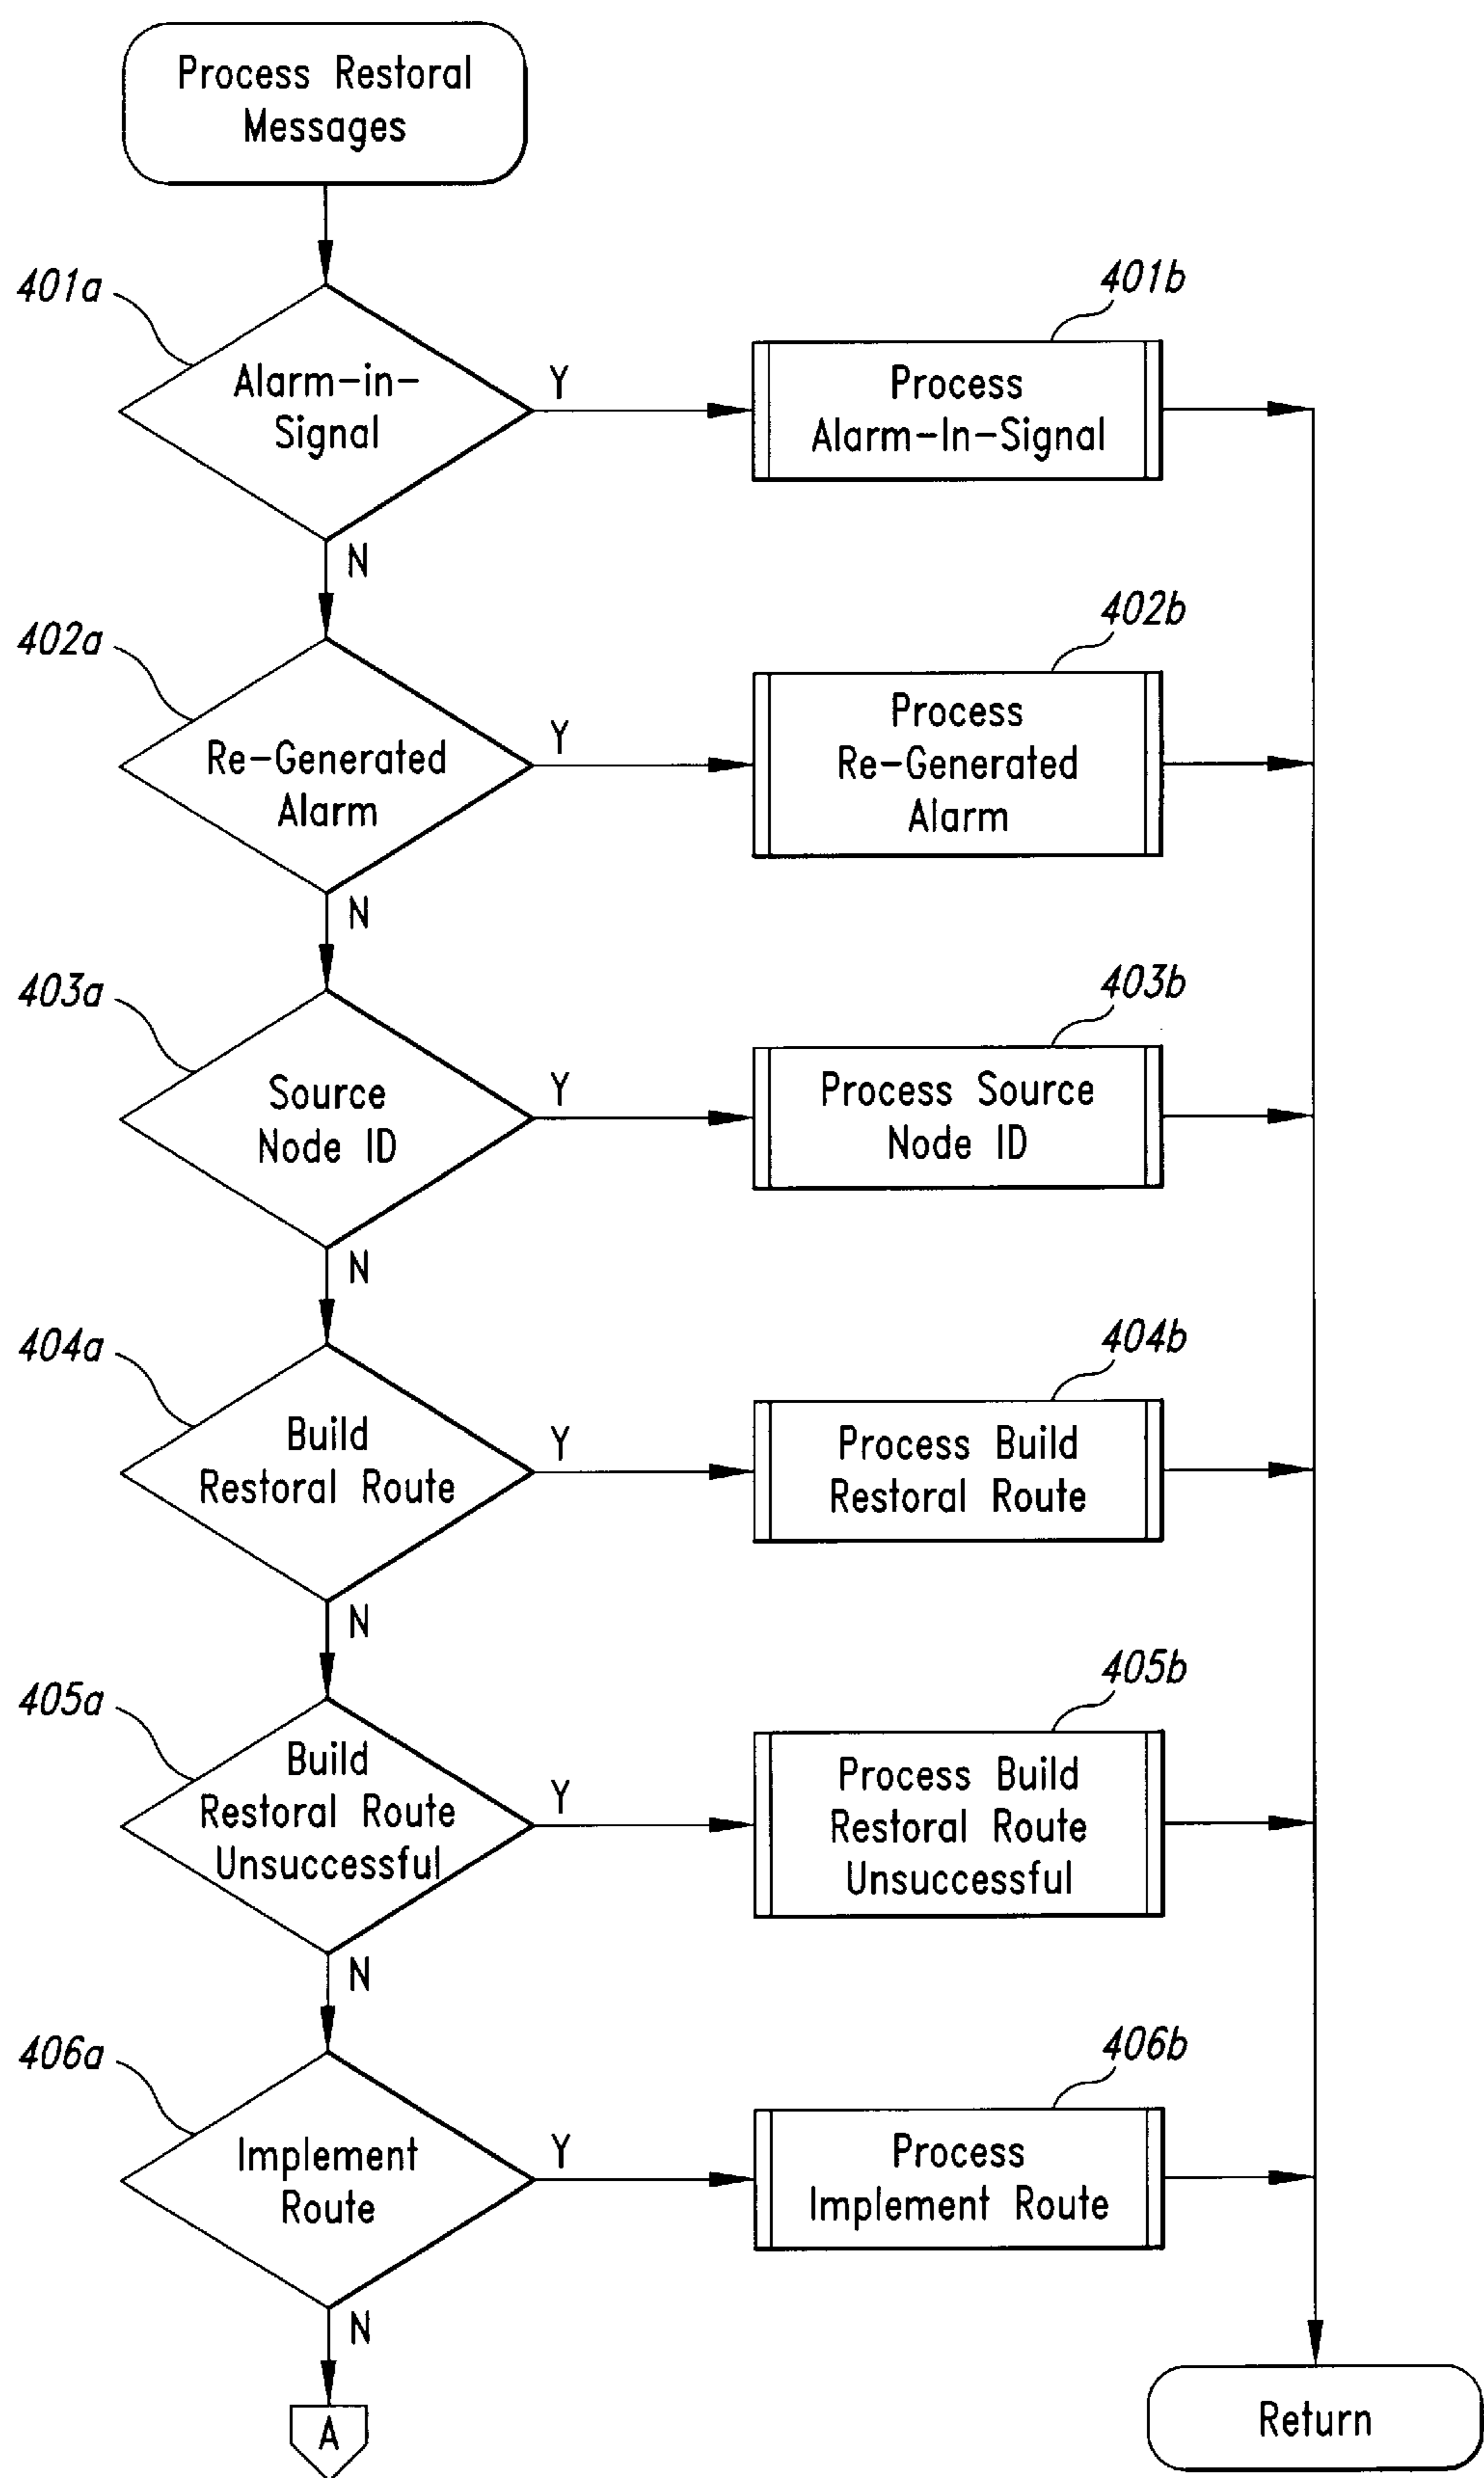 Process Restoral
Messages
401a
Alarm-in-
Signal
Y
N
401b
Process
Alarm-In-Signal
402a
Re-Generated
Alarm
Y
N
402b
Process
Re-Generated
Alarm
403a
Source
Node ID
Y
N
403b
Process Source
Node ID
404a
Build
Restoral Route
Y
N
404b
Process Build
Restoral Route
405a
Build
Restoral Route
Unsuccessful
Y
N
405b
Process Build
Restoral Route
Unsuccessful
406a
Implement
Route
Y
N
406b
Process
Implement Route
A
Return